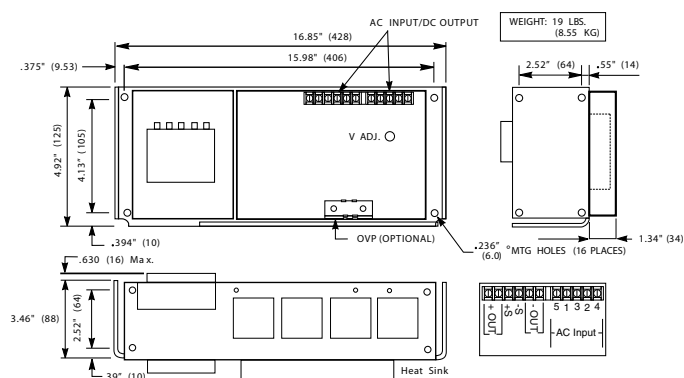 AC INPUT/DC OUTPUT
WEIGHT: 19 LBS.
(8.55 KG)
16.85" (428)
15.98" (406)
.375" (9.53)
2.52" (64)
.55" (14)
4.92" (125)
4.13" (105)
V ADJ.
.394" (10)
OVP (OPTIONAL)
.236"
(6.0)
MTG HOLES (16 PLACES)
1.34" (34)
.630 (16) Max.
3.46" (88)
2.52" (64)
.39" (10)
Heat Sink
+ OUT
+S
-S
- OUT
5 1 3 2 4
AC Input